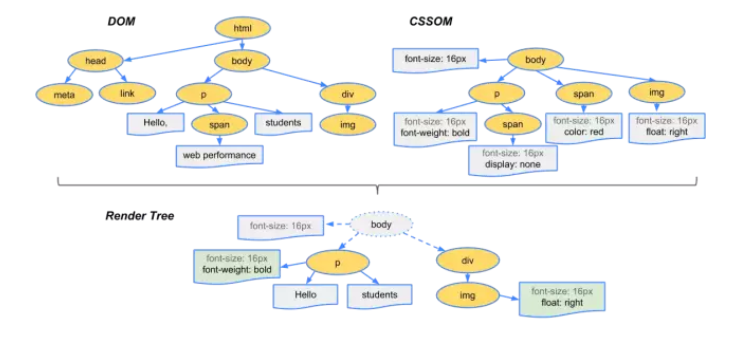 DOM
CSSOM
html
head
body
meta
link
p
div
Hello,
span
students
img
web performance
font-size: 16px
body
p
span
img
font-size: 16px
font-weight: bold
span
font-size: 16px
color: red
font-size: 16px
float: right
font-size: 16px
display: none
Render Tree
font-size: 16px
body
font-size: 16px
font-weight: bold
p
div
Hello
students
img
font-size: 16px
float: right